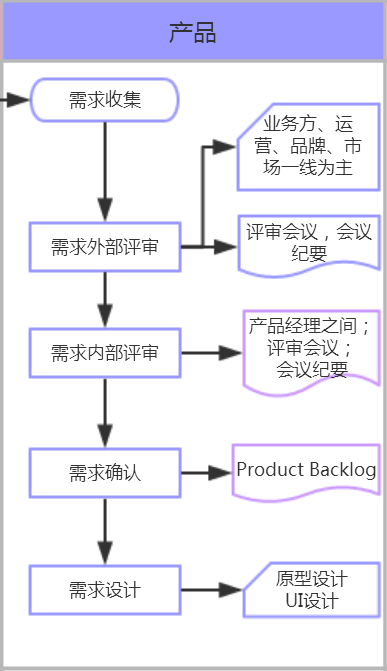 产品
需求收集
业务方、运
营、品牌、市
场一线为主
需求外部评审
评审会议，会议
纪要
需求内部评审
产品经理之间；
评审会议；
会议纪要
需求确认
Product Backlog
需求设计
原型设计
UI设计